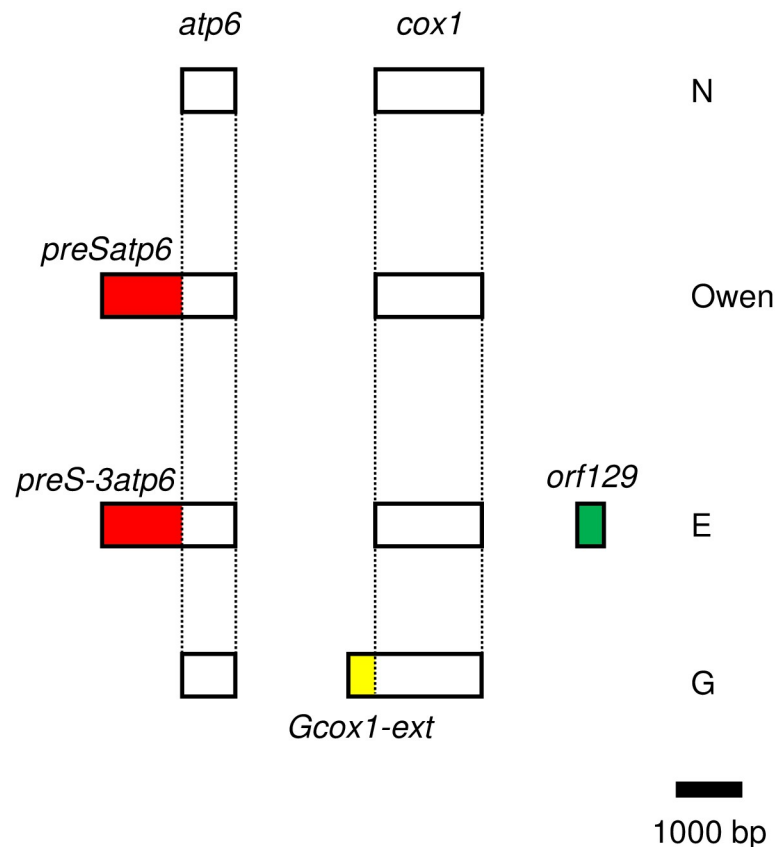 atp6 cox1
N
preSatp6
Owen
preS-3atp6 orf129
E
G
Gcox1-ext
1000 bp